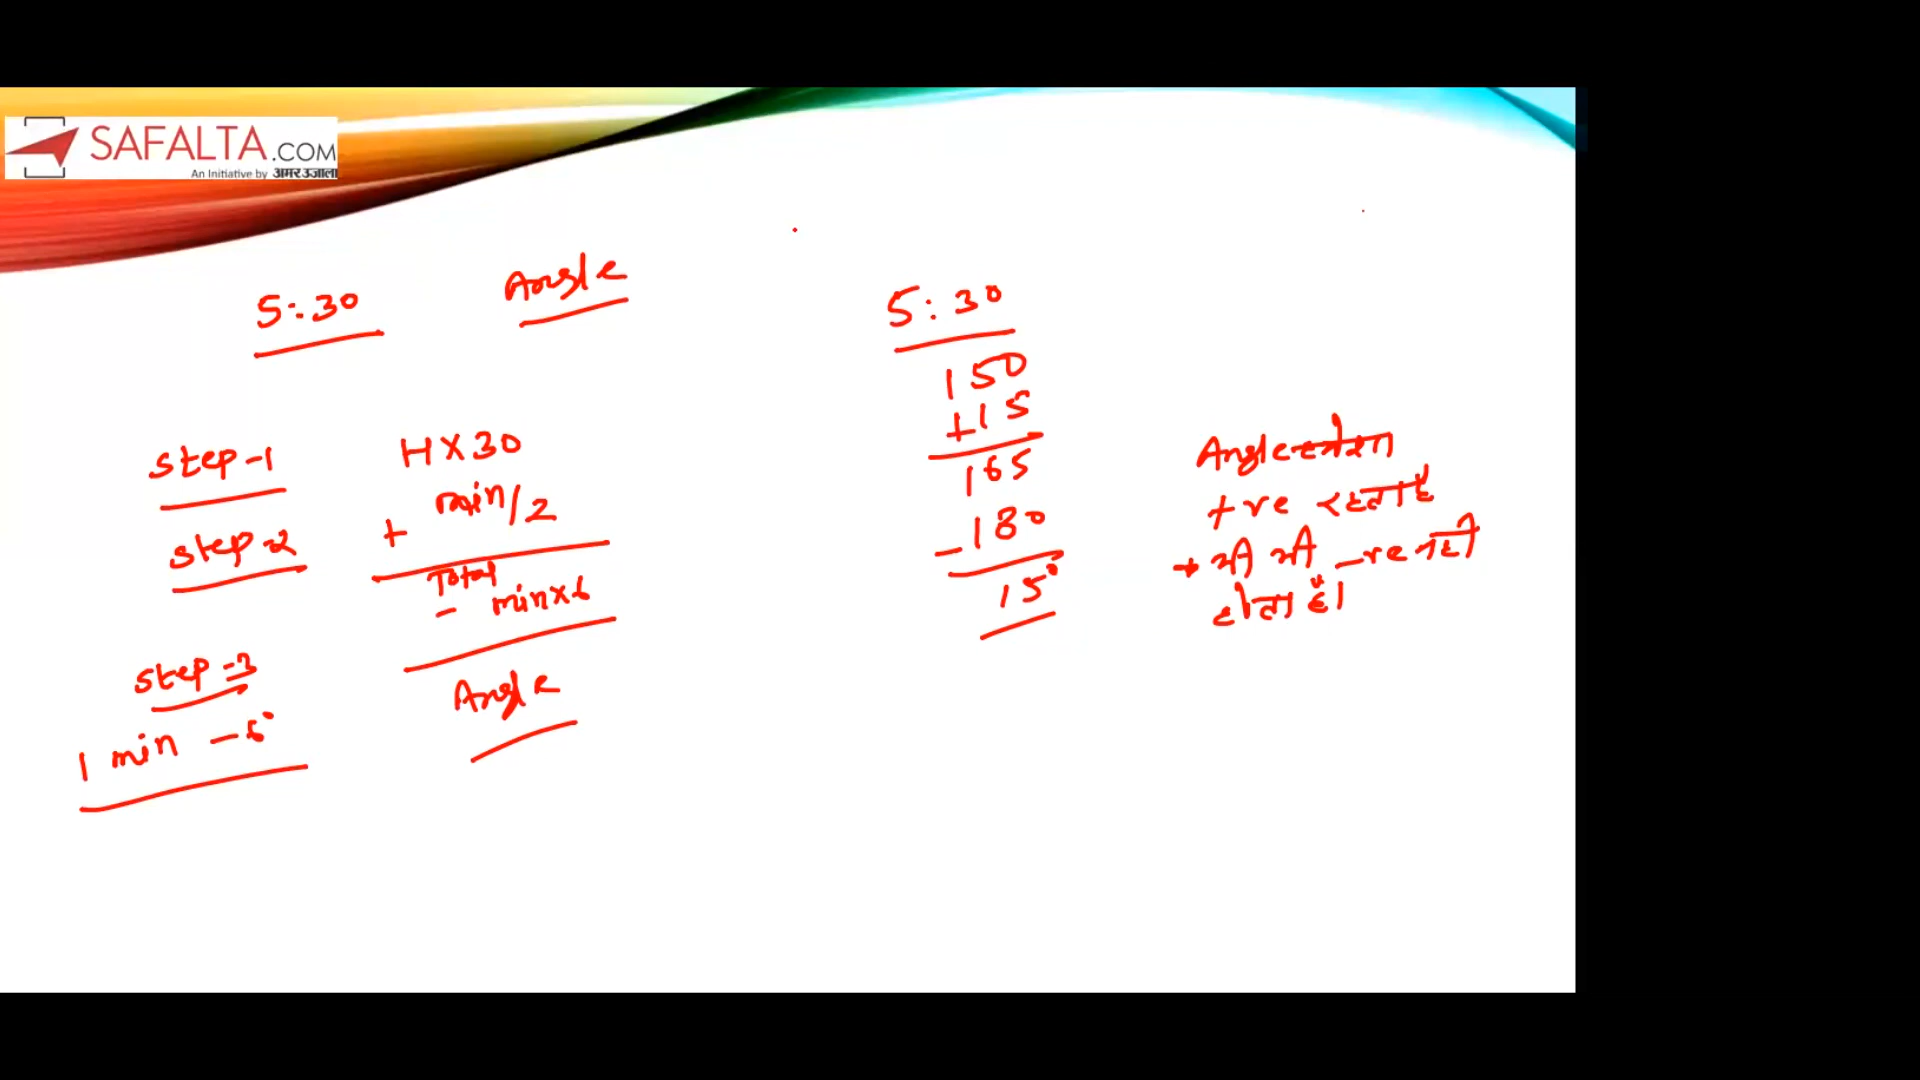 SAFALTA.COM
An Initiative by अमर उजाला
5:30 Angle
Step-1 H×30
Step-2 + min/2
Total
- min×6
Step-3 Angle
1 min - 6°
5:30
150
+15
165
-180
15°
Angle हमेशा
+ve रहता है
* भी -ve नहीं
होता है।